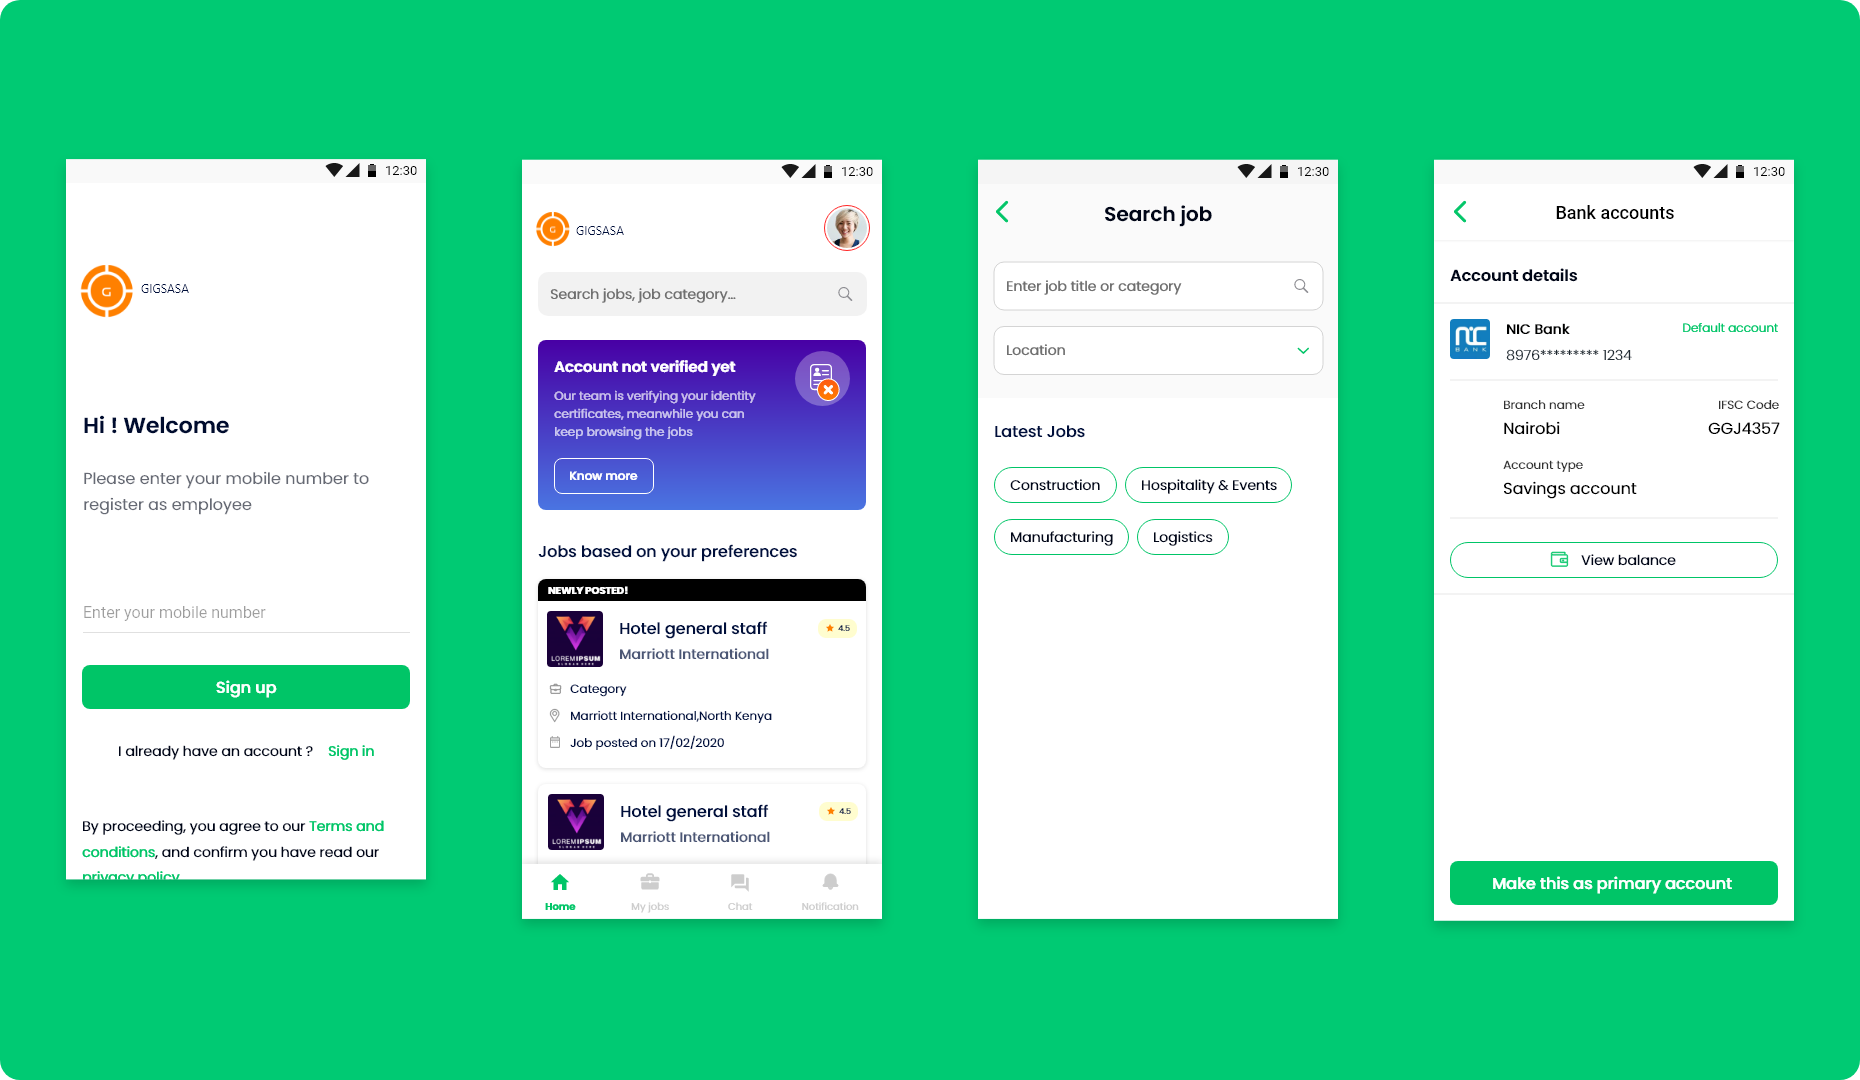 12:30
G
GIGSASA
Hi ! Welcome
Please enter your mobile number to
register as employee
Enter your mobile number
Sign up
I already have an account ? Sign in
By proceeding, you agree to our Terms and
conditions, and confirm you have read our
privacy policy
12:30
G
GIGSASA
Search jobs, job category...
Account not verified yet
Our team is verifying your identity
certificates, meanwhile you can
keep browsing the jobs
Know more
Jobs based on your preferences
NEWLY POSTED!
LOREMIPSUM
Hotel general staff
4.5
Marriott International
Category
Marriott International,North Kenya
Job posted on 17/02/2020
LOREMIPSUM
Hotel general staff
4.5
Marriott International
Home
My jobs
Chat
Notification
12:30
Search job
Enter job title or category
Location
Latest Jobs
Construction
Hospitality & Events
Manufacturing
Logistics
12:30
Bank accounts
Account details
NIC
BANK
NIC Bank
Default account
8976********* 1234
Branch name
IFSC Code
Nairobi
GGJ4357
Account type
Savings account
View balance
Make this as primary account